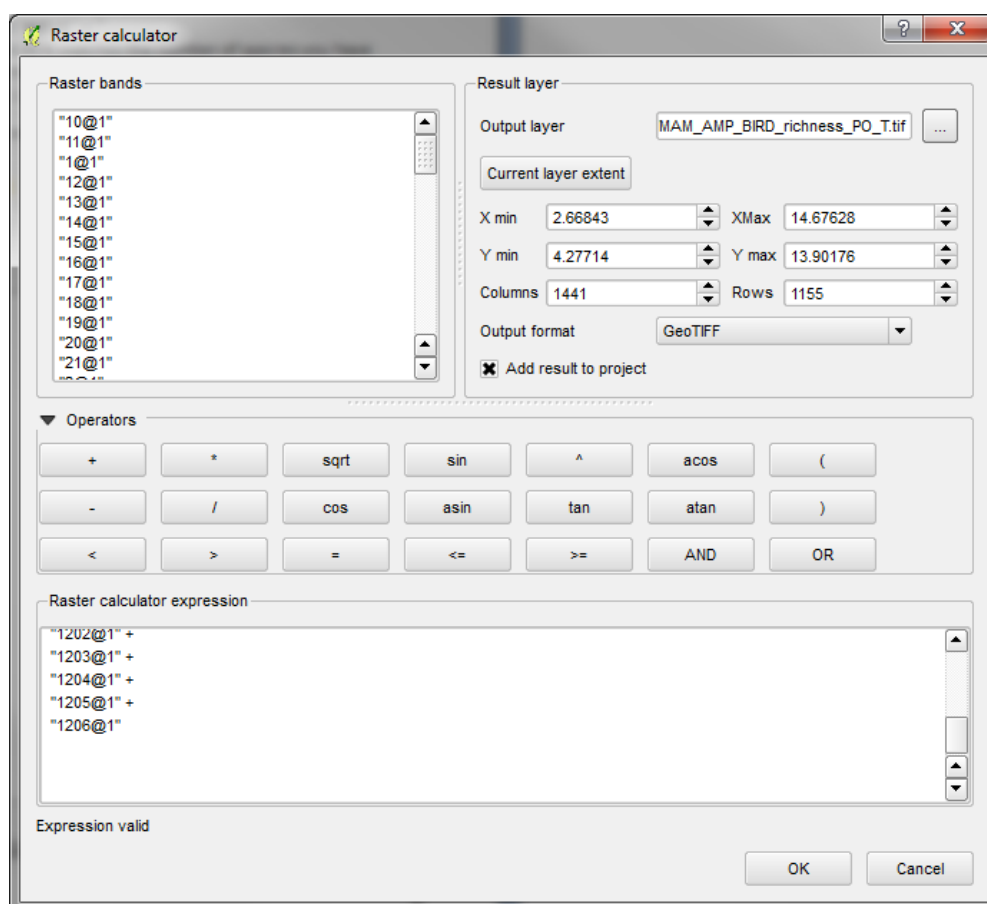 Raster calculator
Raster bands
"10@1"
"11@1"
"1@1"
"12@1"
"13@1"
"14@1"
"15@1"
"16@1"
"17@1"
"18@1"
"19@1"
"20@1"
"21@1"
Result layer
Output layer MAM_AMP_BIRD_richness_PO_T.tif ...
Current layer extent
X min 2.66843 XMax 14.67628
Y min 4.27714 Y max 13.90176
Columns 1441 Rows 1155
Output format GeoTIFF
Add result to project
Operators
+ * sqrt sin ^ acos (
- / cos asin tan atan )
< > = <= >= AND OR
Raster calculator expression
"1202@1" +
"1203@1" +
"1204@1" +
"1205@1" +
"1206@1"
Expression valid
OK Cancel